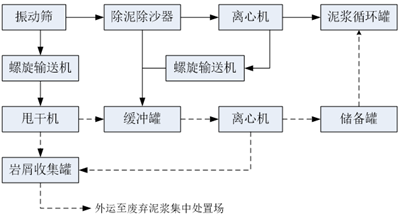 振动筛
除泥除沙器
离心机
泥浆循环罐
螺旋输送机
螺旋输送机
甩干机
缓冲罐
离心机
储备罐
岩屑收集罐
外运至废弃泥浆集中处置场